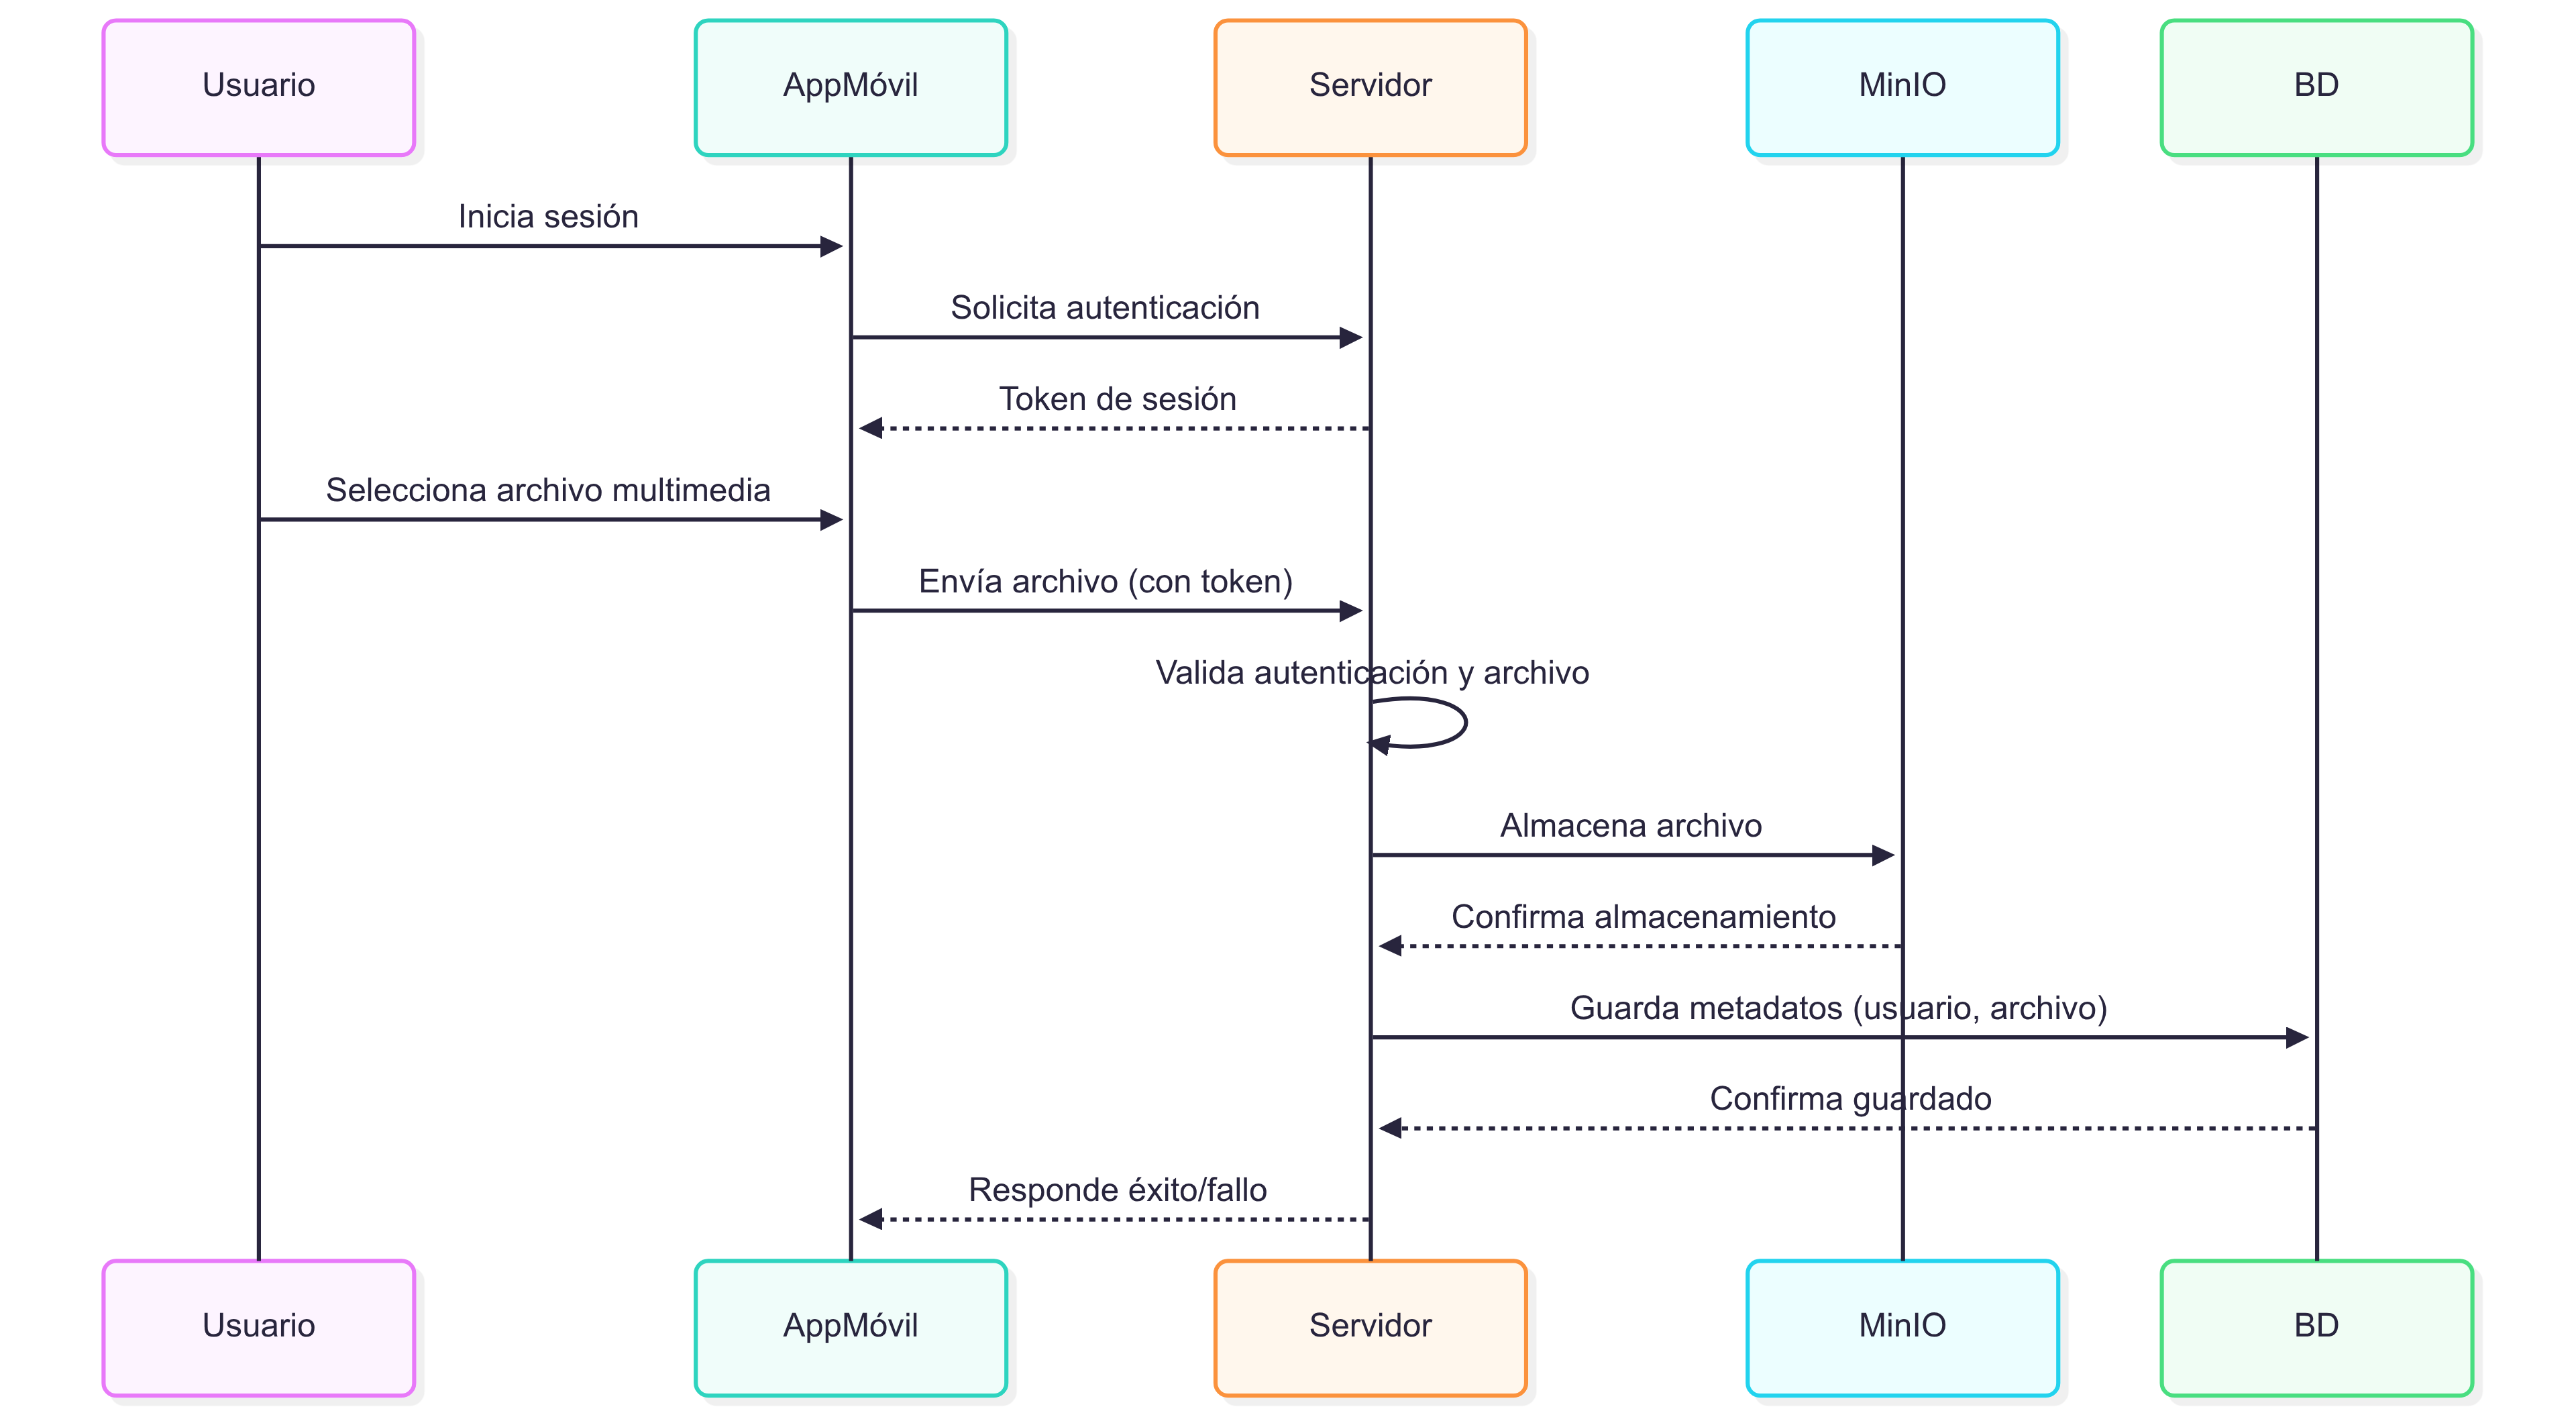 Usuario
AppMóvil
Servidor
MinIO
BD
Inicia sesión
Solicita autenticación
Token de sesión
Selecciona archivo multimedia
Envía archivo (con token)
Valida autenticación y archivo
Almacena archivo
Confirma almacenamiento
Guarda metadatos (usuario, archivo)
Confirma guardado
Responde éxito/fallo
Usuario
AppMóvil
Servidor
MinIO
BD